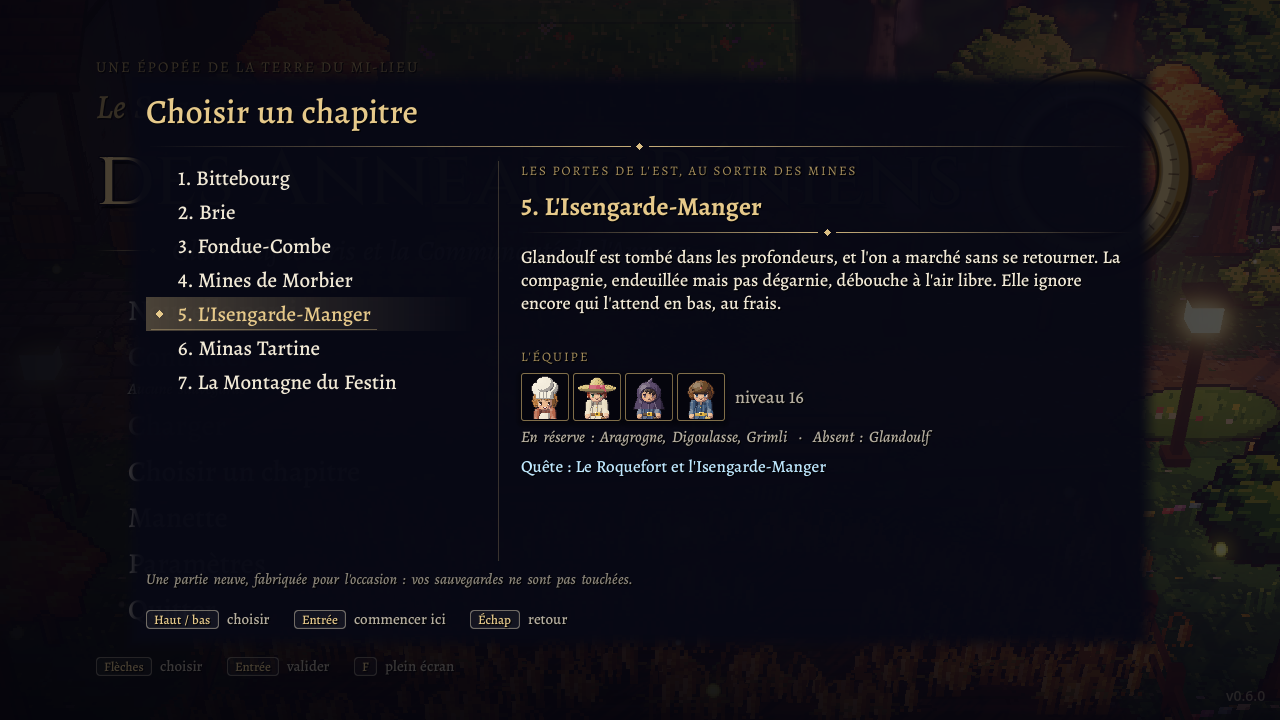 UNE ÉPOPÉE DE LA TERRE DU MI-LIEU
Le
Choisir un chapitre
1. Bittebourg
2. Brie
3. Fondue-Combe
4. Mines de Morbier
5. L'Isengarde-Manger
6. Minas Tartine
7. La Montagne du Festin
LES PORTES DE L'EST, AU SORTIR DES MINES
5. L'Isengarde-Manger
Glandoulf est tombé dans les profondeurs, et l'on a marché sans se retourner. La
compagnie, endeuillée mais pas dégarnie, débouche à l'air libre. Elle ignore
encore qui l'attend en bas, au frais.
L'ÉQUIPE
niveau 16
En réserve : Aragrogne, Digoulasse, Grimli · Absent : Glandoulf
Quête : Le Roquefort et l'Isengarde-Manger
Choisir un chapitre
Manette
Une partie neuve, fabriquée pour l'occasion : vos sauvegardes ne sont pas touchées.
Haut / bas choisir Entrée commencer ici Échap retour
Flèches choisir Entrée valider F plein écran
v0.6.0